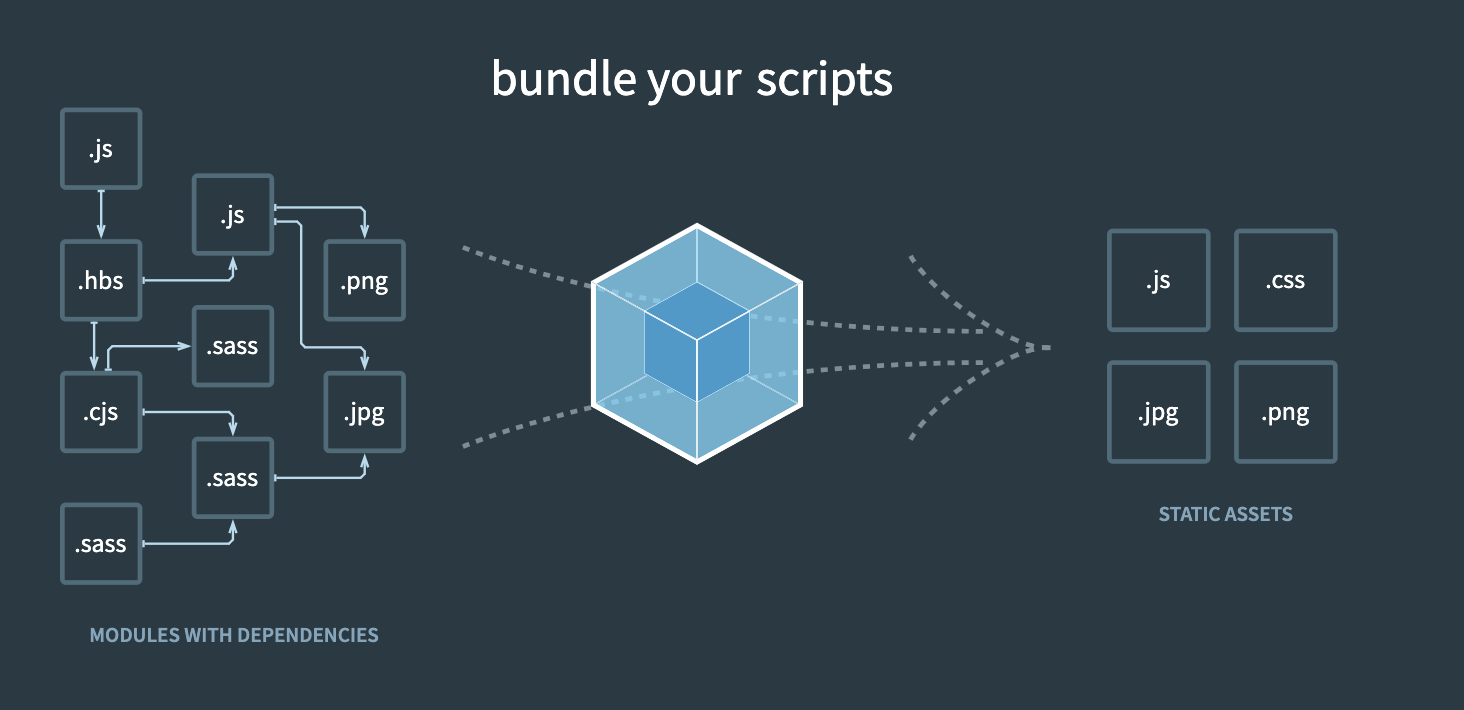 bundle your scripts
.js
.js
.hbs
.png
.sass
.cjs
.jpg
.sass
.sass
MODULES WITH DEPENDENCIES
.js
.css
.jpg
.png
STATIC ASSETS